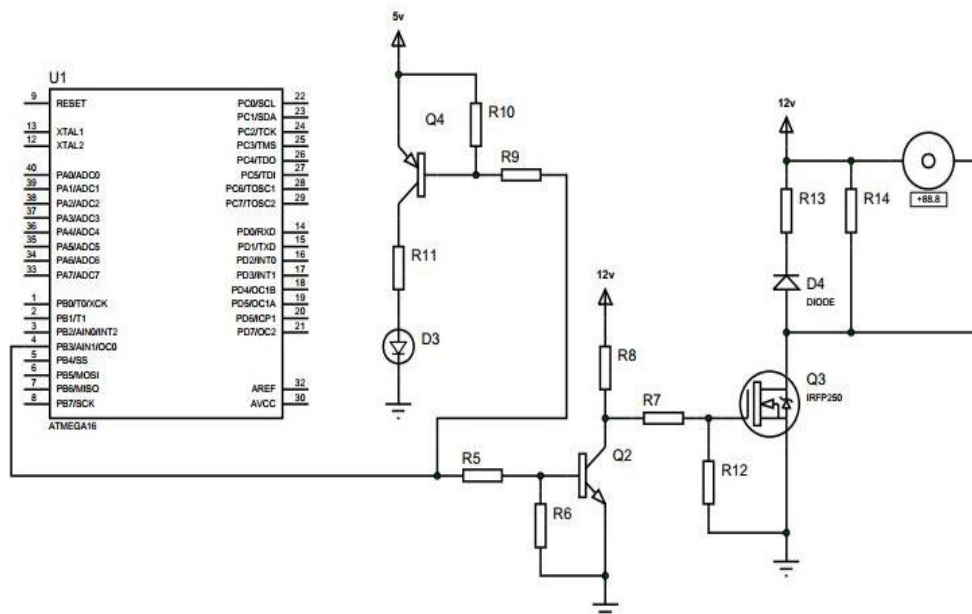 5v
U1
9 RESET PC0/SCL 22
PC1/SDA 23
13 XTAL1 PC2/TCK 24
12 XTAL2 PC3/TMS 25
PC4/TDO 26
40 PA0/ADC0 PC5/TDI 27
39 PA1/ADC1 PC6/TOSC1 28
38 PA2/ADC2 PC7/TOSC2 29
37 PA3/ADC3
36 PA4/ADC4 PD0/RXD 14
35 PA5/ADC5 PD1/TXD 15
34 PA6/ADC6 PD2/INT0 16
33 PA7/ADC7 PD3/INT1 17
PD4/OC1B 18
1 PB0/T0/XCK PD5/OC1A 19
2 PB1/T1 PD6/ICP1 20
3 PB2/AIN0/INT2 PD7/OC2 21
4 PB3/AIN1/OC0
5 PB4/SS
6 PB5/MOSI
7 PB6/MISO AREF 32
8 PB7/SCK AVCC 30
ATMEGA16
Q4
R10
R9
R11
D3
12v
R8
R7
Q2
R5
R6
R12
12v
R13
R14
+88.8
D4
DIODE
Q3
IRFP250